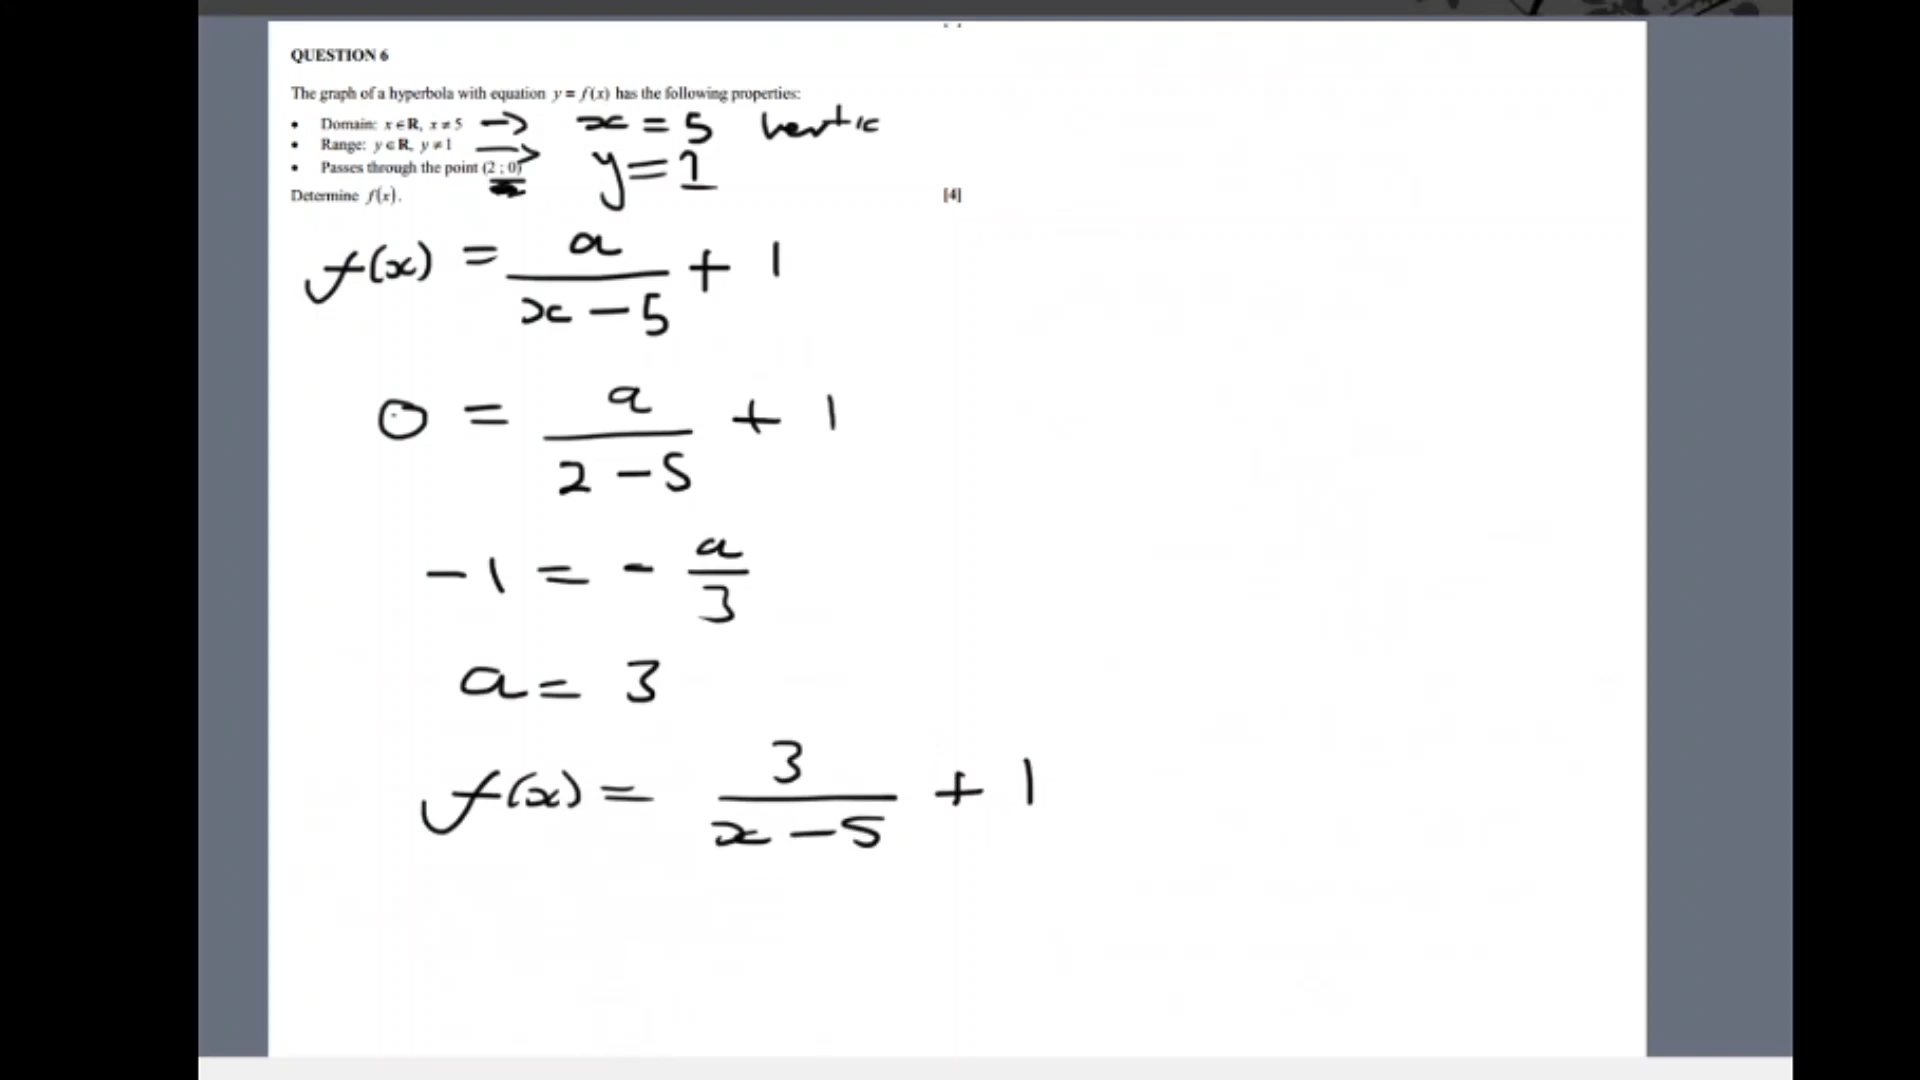 QUESTION 6
The graph of a hyperbola with equation y = f(x) has the following properties:
• Domain: x ∈ R, x ≠ 5 → x = 5 vertic
• Range: y ∈ R, y ≠ 1 → y = 1
• Passes through the point (2 ; 0)
Determine f(x). [4]
f(x) = a/(x - 5) + 1
0 = a/(2 - 5) + 1
-1 = - a/3
a = 3
f(x) = 3/(x - 5) + 1